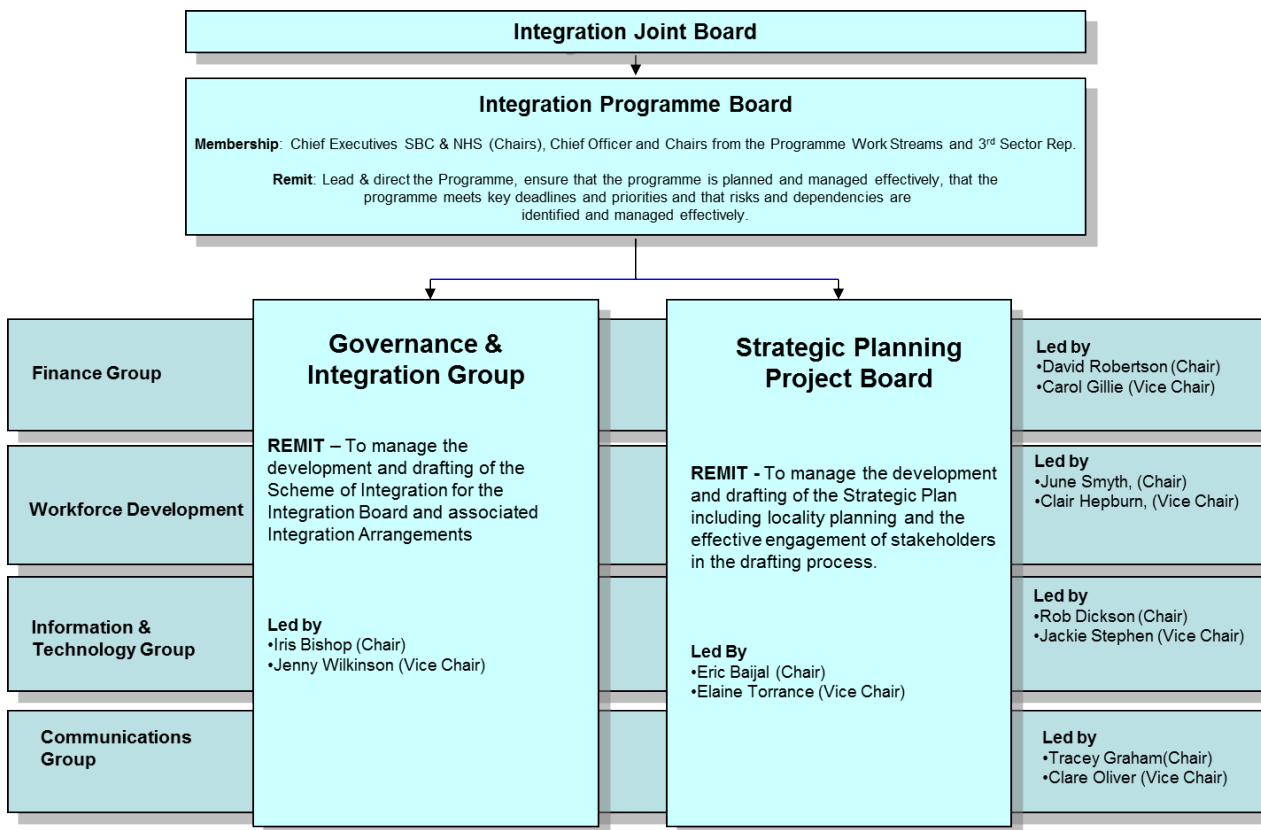 Integration Joint Board
Integration Programme Board
Membership: Chief Executives SBC & NHS (Chairs), Chief Officer and Chairs from the Programme Work Streams and 3rd Sector Rep.
Remit: Lead & direct the Programme, ensure that the programme is planned and managed effectively, that the
programme meets key deadlines and priorities and that risks and dependencies are
identified and managed effectively.
Governance &
Integration Group
REMIT – To manage the
development and drafting of the
Scheme of Integration for the
Integration Board and associated
Integration Arrangements
Led by
•Iris Bishop (Chair)
•Jenny Wilkinson (Vice Chair)
Strategic Planning
Project Board
REMIT - To manage the development
and drafting of the Strategic Plan
including locality planning and the
effective engagement of stakeholders
in the drafting process.
Led By
•Eric Baijal (Chair)
•Elaine Torrance (Vice Chair)
Finance Group
Led by
•David Robertson (Chair)
•Carol Gillie (Vice Chair)
Workforce Development
Led by
•June Smyth, (Chair)
•Clair Hepburn, (Vice Chair)
Information &
Technology Group
Led by
•Rob Dickson (Chair)
•Jackie Stephen (Vice Chair)
Communications
Group
Led by
•Tracey Graham(Chair)
•Clare Oliver (Vice Chair)